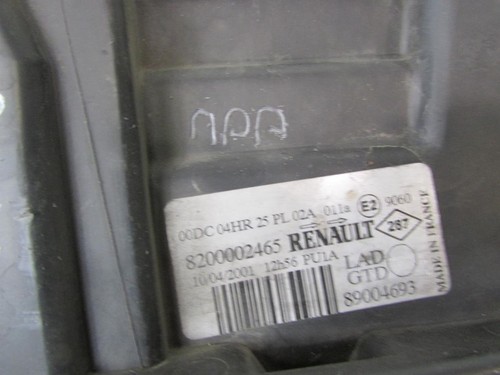 прд
00DC 04HR 25 PL 02A 011a E2 9060
8200002465 RENAULT 287
10/04/2001 12h56 PU1A LAD
GTD
89004693
MADE IN FRANCE